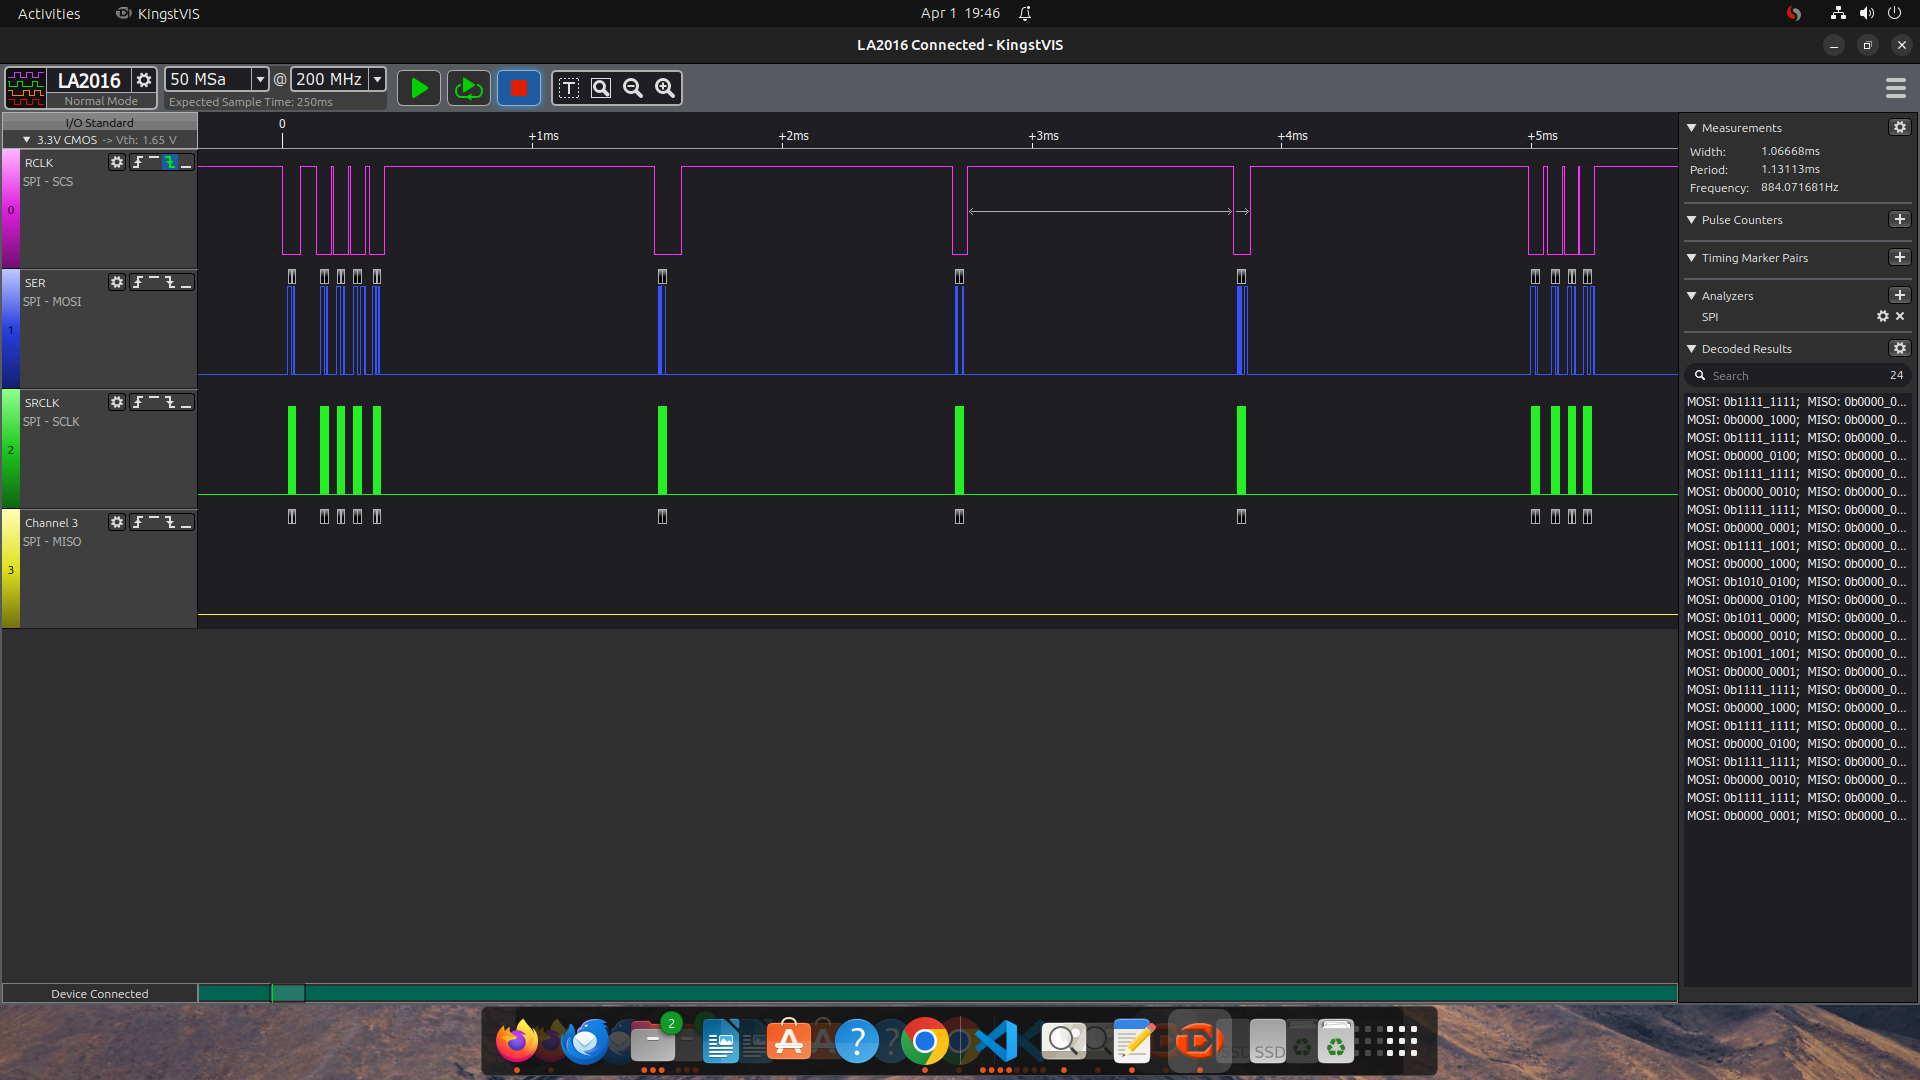 Activities KingstVIS Apr 1 19:46
LA2016 Connected - KingstVIS
LA2016 50 MSa @ 200 MHz T
Normal Mode Expected Sample Time: 250ms
I/O Standard
3.3V CMOS -> Vth: 1.65 V
0 +1ms +2ms +3ms +4ms +5ms
RCLK
SPI - SCS
0
SER
SPI - MOSI
1
SRCLK
SPI - SCLK
2
Channel 3
SPI - MISO
3
Measurements
Width: 1.06668ms
Period: 1.13113ms
Frequency: 884.071681Hz
Pulse Counters
Timing Marker Pairs
Analyzers
SPI
Decoded Results
Search 24
MOSI: 0b1111_1111; MISO: 0b0000_0...
MOSI: 0b0000_1000; MISO: 0b0000_0...
MOSI: 0b1111_1111; MISO: 0b0000_0...
MOSI: 0b0000_0100; MISO: 0b0000_0...
MOSI: 0b1111_1111; MISO: 0b0000_0...
MOSI: 0b0000_0010; MISO: 0b0000_0...
MOSI: 0b1111_1111; MISO: 0b0000_0...
MOSI: 0b0000_0001; MISO: 0b0000_0...
MOSI: 0b1111_1001; MISO: 0b0000_0...
MOSI: 0b0000_1000; MISO: 0b0000_0...
MOSI: 0b1010_0100; MISO: 0b0000_0...
MOSI: 0b0000_0100; MISO: 0b0000_0...
MOSI: 0b1011_0000; MISO: 0b0000_0...
MOSI: 0b0000_0010; MISO: 0b0000_0...
MOSI: 0b1001_1001; MISO: 0b0000_0...
MOSI: 0b0000_0001; MISO: 0b0000_0...
MOSI: 0b1111_1111; MISO: 0b0000_0...
MOSI: 0b0000_1000; MISO: 0b0000_0...
MOSI: 0b1111_1111; MISO: 0b0000_0...
MOSI: 0b0000_0100; MISO: 0b0000_0...
MOSI: 0b1111_1111; MISO: 0b0000_0...
MOSI: 0b0000_0010; MISO: 0b0000_0...
MOSI: 0b1111_1111; MISO: 0b0000_0...
MOSI: 0b0000_0001; MISO: 0b0000_0...
Device Connected
2
SSD SSD